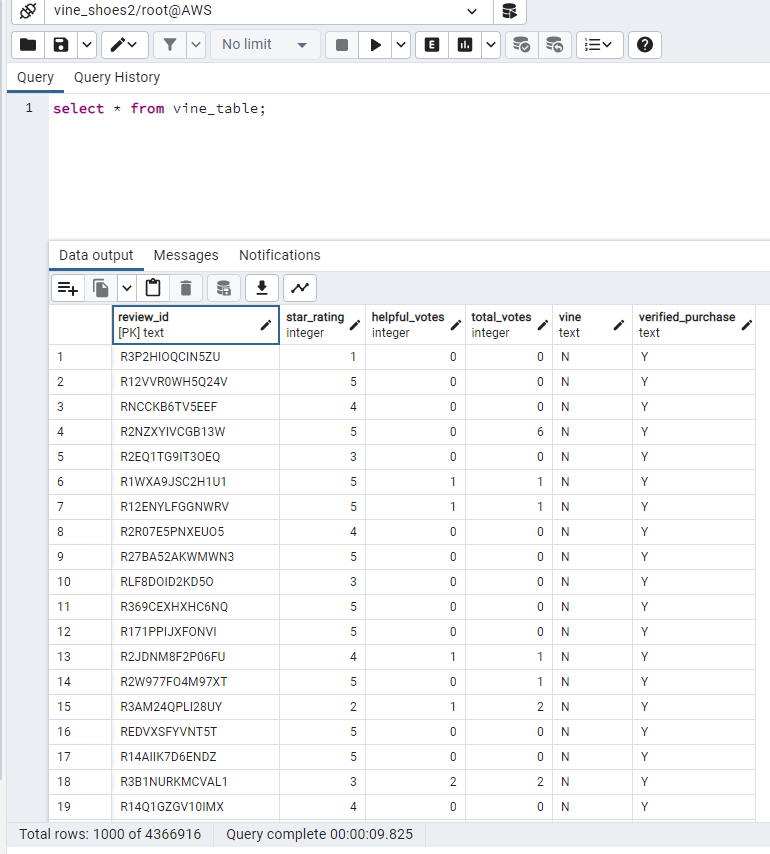 vine_shoes2/root@AWS
No limit
E
Query Query History
1 select * from vine_table;
Data output Messages Notifications
review_id star_rating helpful_votes total_votes vine verified_purchase
[PK] text integer integer integer text text
1 R3P2HIOQCIN5ZU 1 0 0 N Y
2 R12VVR0WH5Q24V 5 0 0 N Y
3 RNCCKB6TV5EEF 4 0 0 N Y
4 R2NZXYIVCGB13W 5 0 6 N Y
5 R2EQ1TG9IT3OEQ 3 0 0 N Y
6 R1WXA9JSC2H1U1 5 1 1 N Y
7 R12ENYLFGGNWRV 5 1 1 N Y
8 R2R07E5PNXEUO5 4 0 0 N Y
9 R27BA52AKWMWN3 5 0 0 N Y
10 RLF8DOID2KD5O 3 0 0 N Y
11 R369CEXHXHC6NQ 5 0 0 N Y
12 R171PPIJXFONVI 5 0 0 N Y
13 R2JDNM8F2P06FU 4 1 1 N Y
14 R2W977FO4M97XT 5 0 1 N Y
15 R3AM24QPLI28UY 2 1 2 N Y
16 REDVXSFYVNT5T 5 0 0 N Y
17 R14AIIK7D6ENDZ 5 0 0 N Y
18 R3B1NURKMCVAL1 3 2 2 N Y
19 R14Q1GZGV10IMX 4 0 0 N Y
Total rows: 1000 of 4366916 Query complete 00:00:09.825